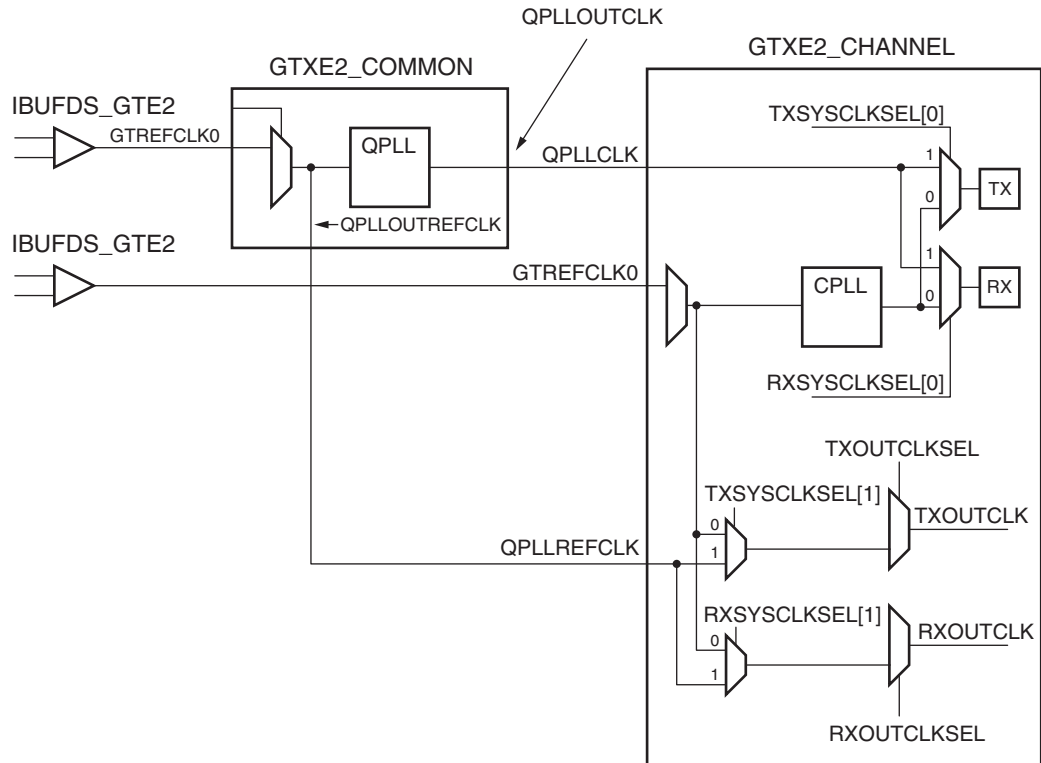 QPLLOUTCLK
GTXE2_CHANNEL
GTXE2_COMMON
IBUFDS_GTE2
TXSYSCLKSEL[0]
GTREFCLK0
QPLL
QPLLCLK
1
TX
0
QPLLOUTREFCLK
IBUFDS_GTE2
1
GTREFCLK0
CPLL
RX
0
RXSYSCLKSEL[0]
TXOUTCLKSEL
TXSYSCLKSEL[1]
TXOUTCLK
0
QPLLREFCLK
1
RXSYSCLKSEL[1]
RXOUTCLK
0
1
RXOUTCLKSEL